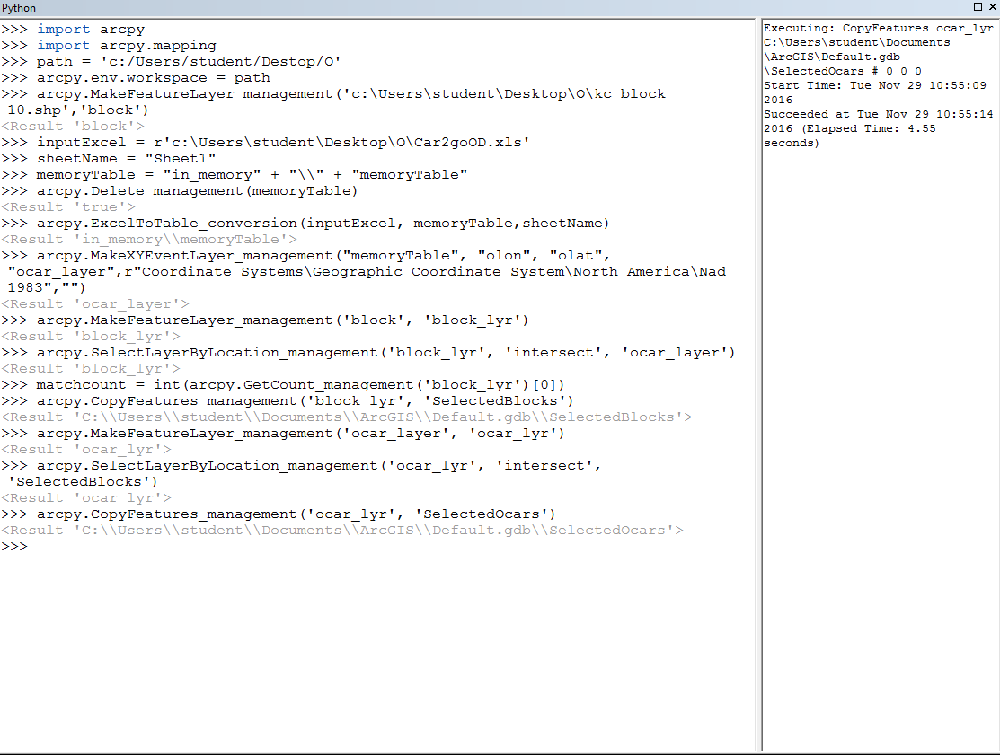 Python
>>> import arcpy
>>> import arcpy.mapping
>>> path = 'c:/Users/student/Destop/O'
>>> arcpy.env.workspace = path
>>> arcpy.MakeFeatureLayer_management('c:\Users\student\Desktop\O\kc_block_
10.shp','block')
<Result 'block'>
>>> inputExcel = r'c:\Users\student\Desktop\O\Car2goOD.xls'
>>> sheetName = "Sheet1"
>>> memoryTable = "in_memory" + "\\" + "memoryTable"
>>> arcpy.Delete_management(memoryTable)
<Result 'true'>
>>> arcpy.ExcelToTable_conversion(inputExcel, memoryTable,sheetName)
<Result 'in_memory\\memoryTable'>
>>> arcpy.MakeXYEventLayer_management("memoryTable", "olon", "olat",
"ocar_layer",r"Coordinate Systems\Geographic Coordinate System\North America\Nad
1983","")
<Result 'ocar_layer'>
>>> arcpy.MakeFeatureLayer_management('block', 'block_lyr')
<Result 'block_lyr'>
>>> arcpy.SelectLayerByLocation_management('block_lyr', 'intersect', 'ocar_layer')
<Result 'block_lyr'>
>>> matchcount = int(arcpy.GetCount_management('block_lyr')[0])
>>> arcpy.CopyFeatures_management('block_lyr', 'SelectedBlocks')
<Result 'C:\\Users\\student\\Documents\\ArcGIS\\Default.gdb\\SelectedBlocks'>
>>> arcpy.MakeFeatureLayer_management('ocar_layer', 'ocar_lyr')
<Result 'ocar_lyr'>
>>> arcpy.SelectLayerByLocation_management('ocar_lyr', 'intersect',
'SelectedBlocks')
<Result 'ocar_lyr'>
>>> arcpy.CopyFeatures_management('ocar_lyr', 'SelectedOcars')
<Result 'C:\\Users\\student\\Documents\\ArcGIS\\Default.gdb\\SelectedOcars'>
>>>
Executing: CopyFeatures ocar_lyr
C:\Users\student\Documents
\ArcGIS\Default.gdb
\SelectedOcars # 0 0 0
Start Time: Tue Nov 29 10:55:09
2016
Succeeded at Tue Nov 29 10:55:14
2016 (Elapsed Time: 4.55
seconds)